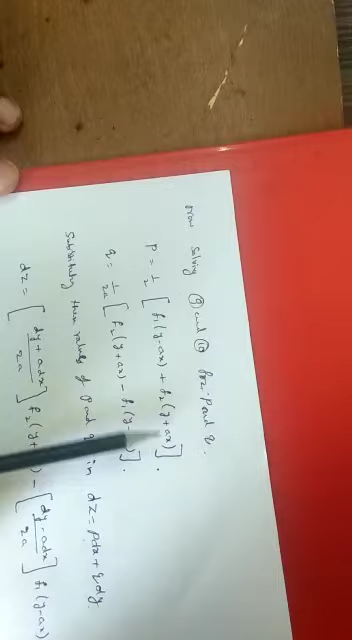 Now solving ⑨ and ⑩ for p and q.
p = 1/2 [ f₁(y-ax) + f₂(y+ax) ].
q = 1/2a [ f₂(y+ax) - f₁(y- ].
Substituting these values of p and q in dz = pdx + qdy.
dz = [ dy + adx / 2a ] f₂(y+ ) - [ dy - adx / 2a ] f₁(y-ax)